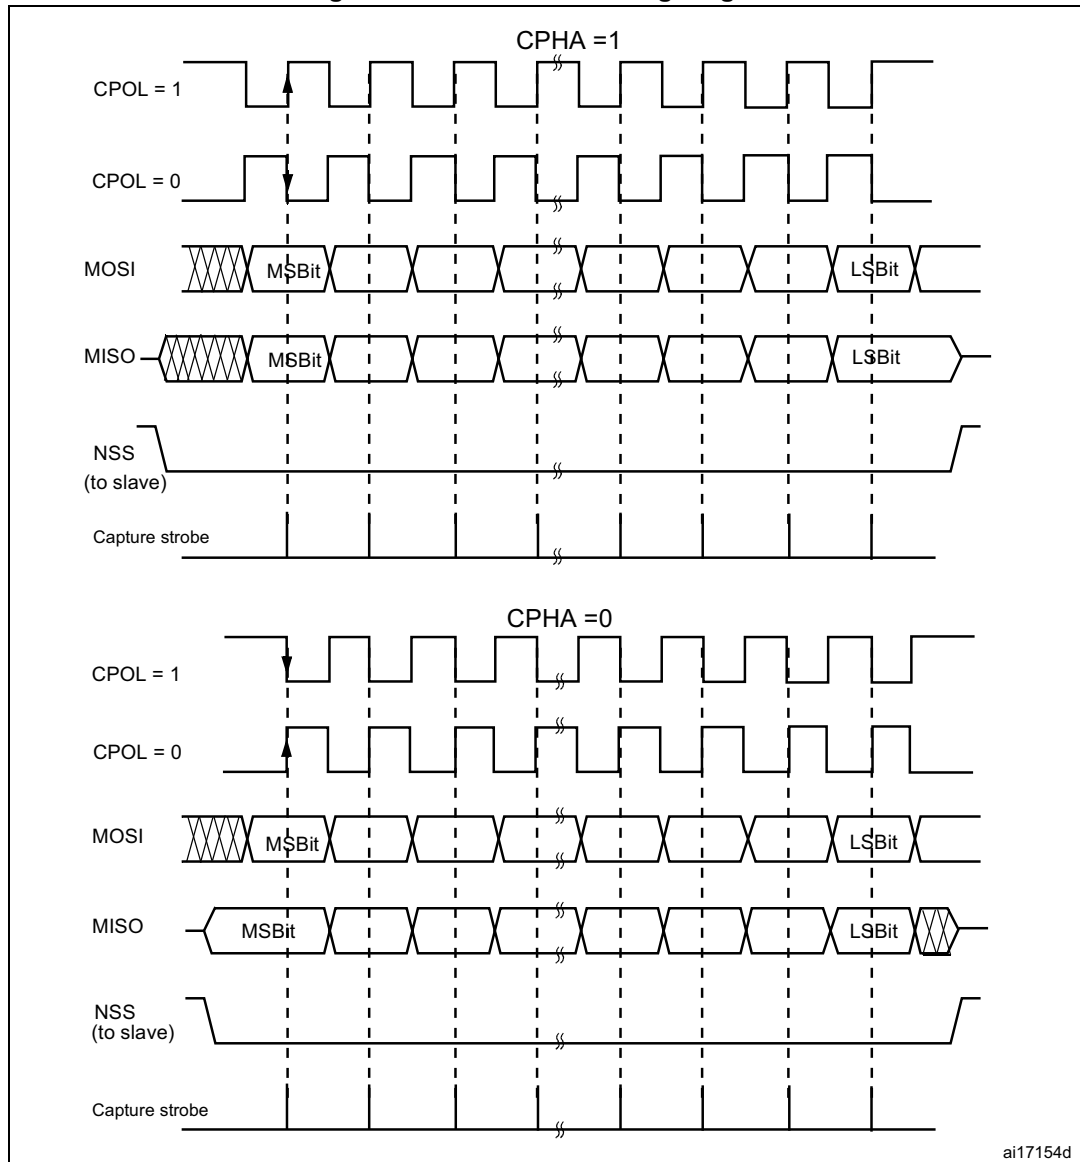 CPHA =1
CPOL = 1
CPOL = 0
MOSI MSBit LSBit
MISO MSBit LSBit
NSS
(to slave)
Capture strobe
CPHA =0
CPOL = 1
CPOL = 0
MOSI MSBit LSBit
MISO MSBit LSBit
NSS
(to slave)
Capture strobe
ai17154d